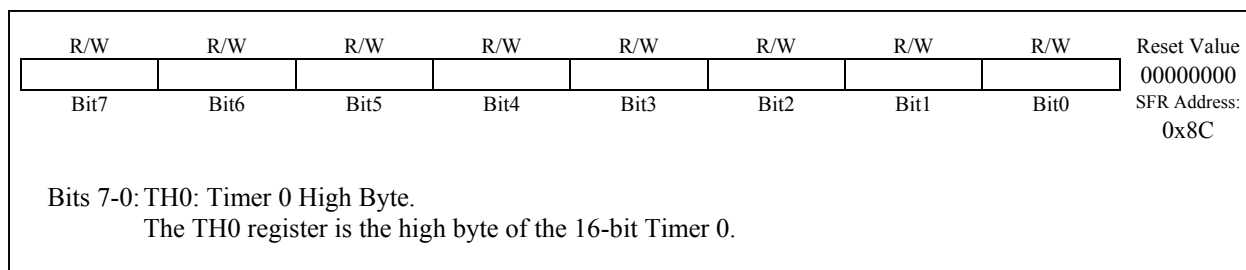 R/W R/W R/W R/W R/W R/W R/W R/W Reset Value
00000000
Bit7 Bit6 Bit5 Bit4 Bit3 Bit2 Bit1 Bit0 SFR Address:
0x8C
Bits 7-0: TH0: Timer 0 High Byte.
The TH0 register is the high byte of the 16-bit Timer 0.